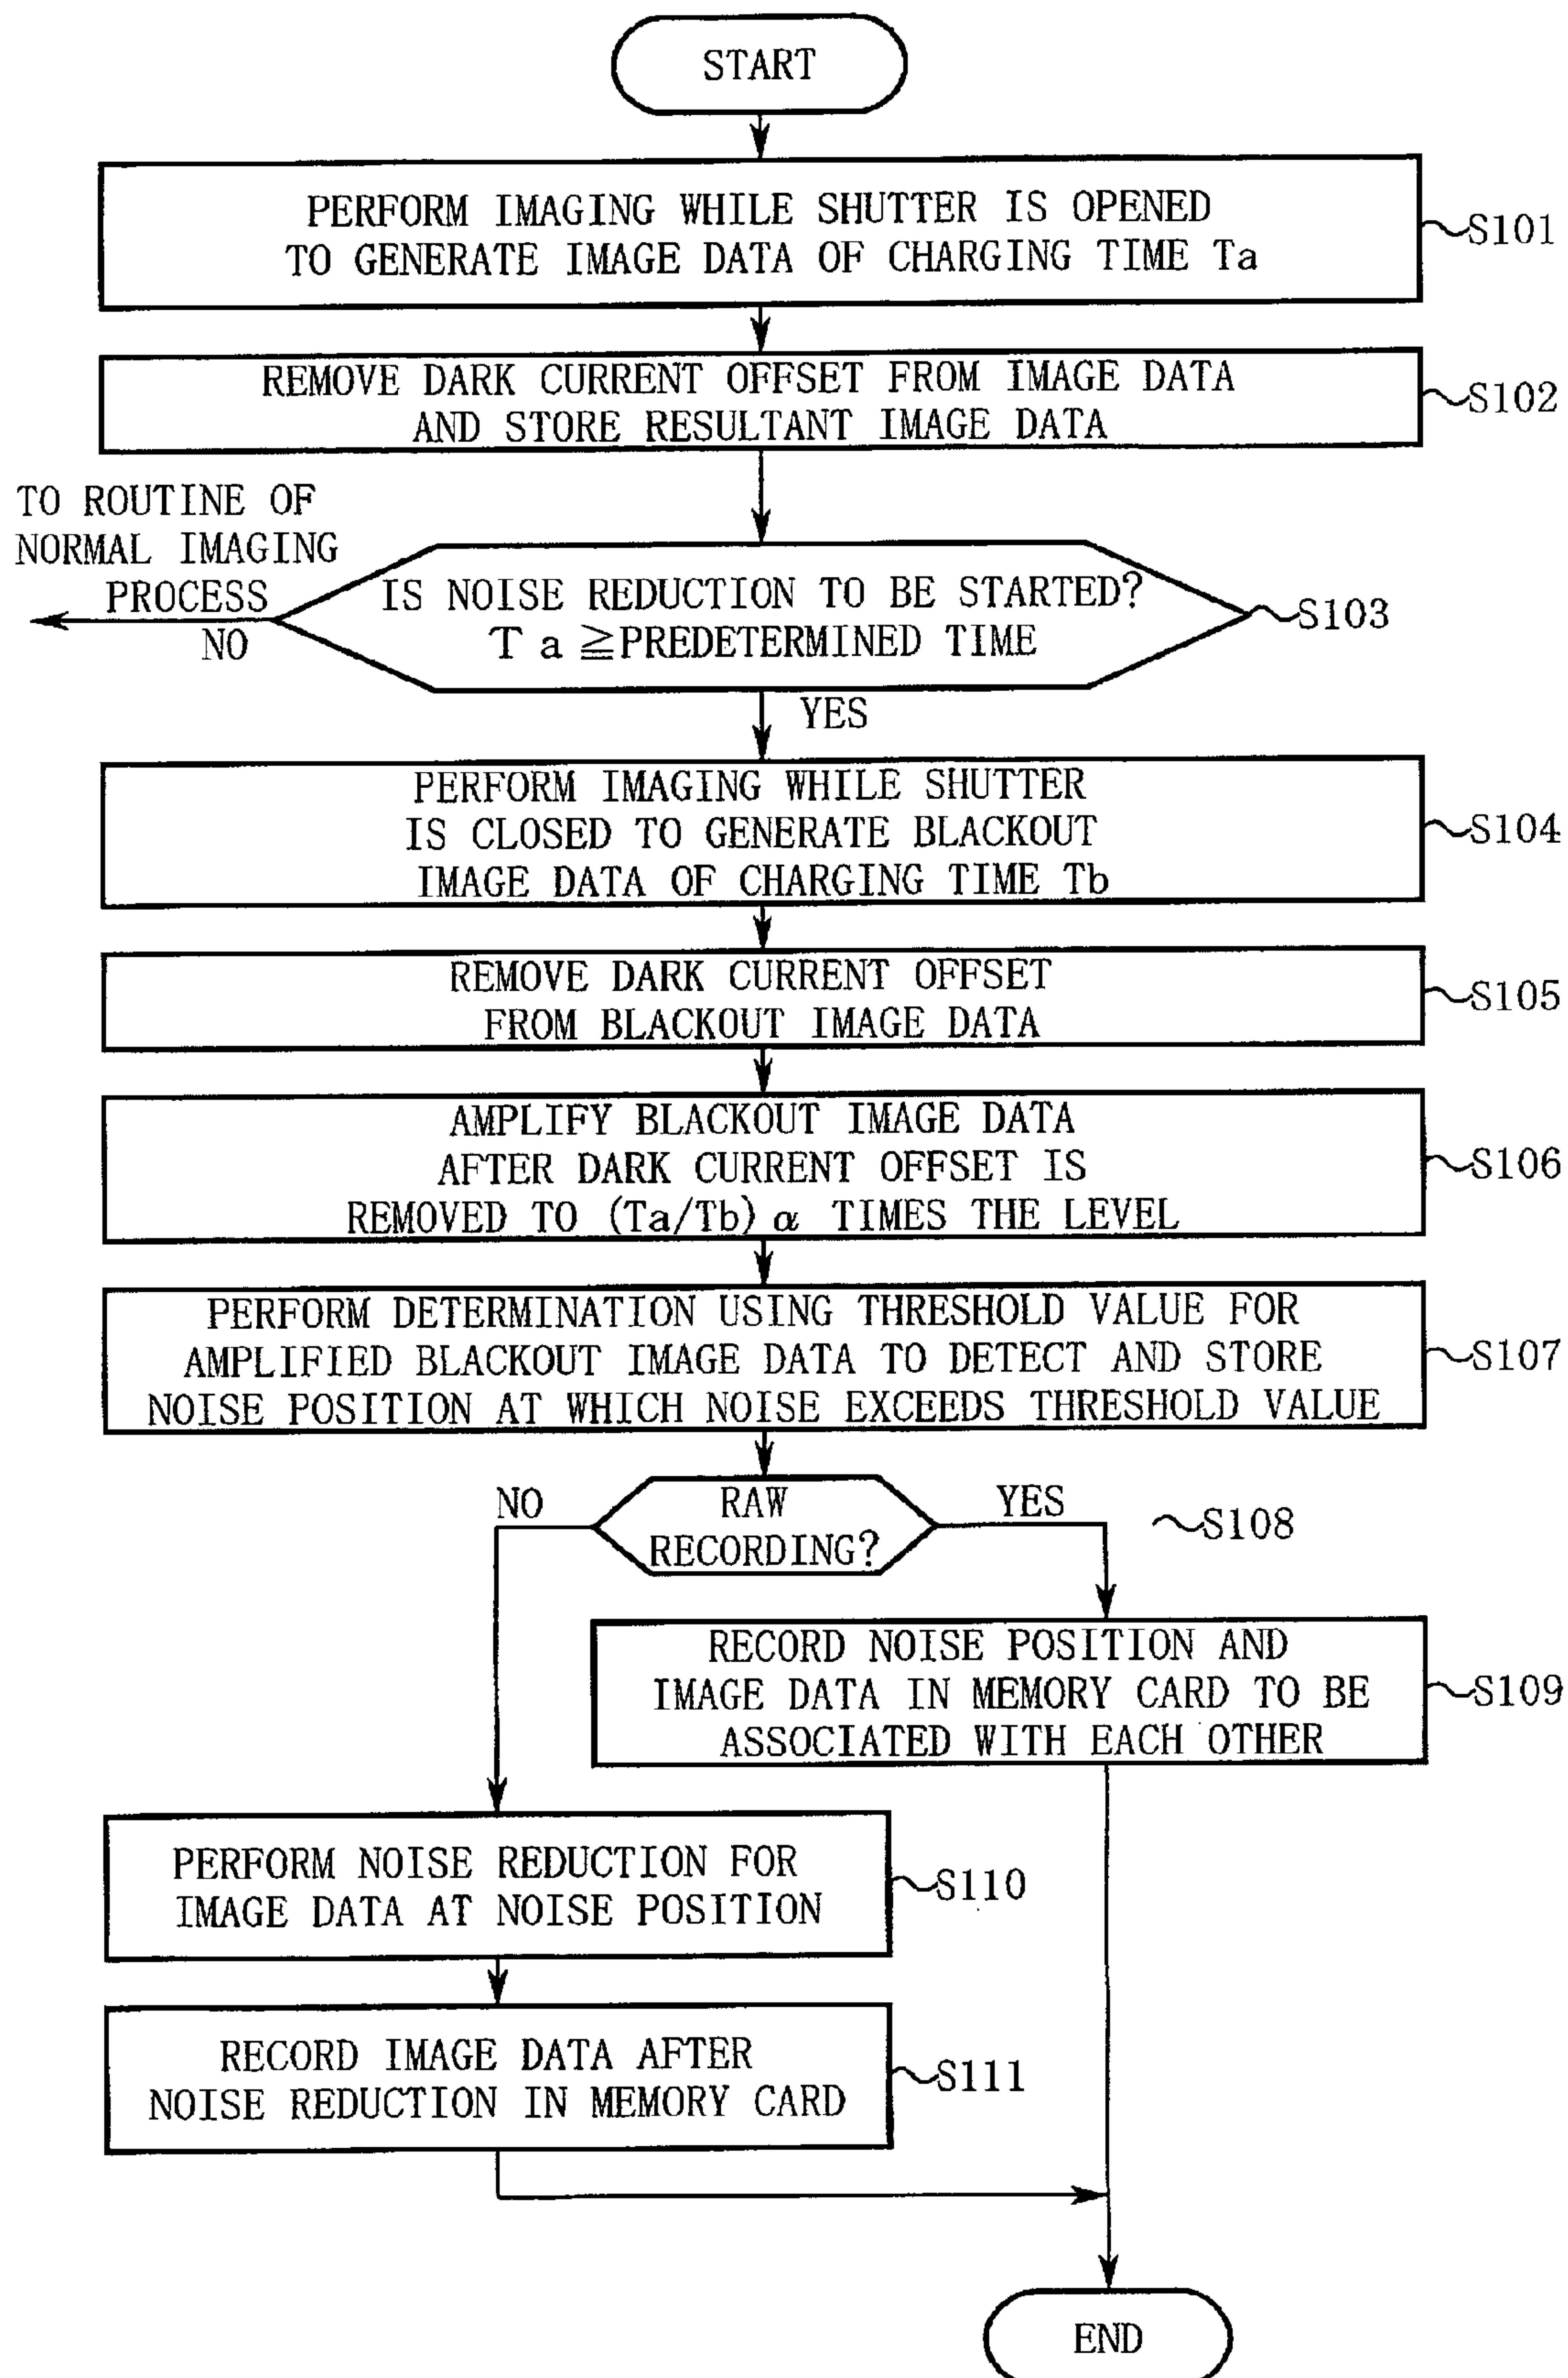 START
PERFORM IMAGING WHILE SHUTTER IS OPENED
TO GENERATE IMAGE DATA OF CHARGING TIME Ta
S101
REMOVE DARK CURRENT OFFSET FROM IMAGE DATA
AND STORE RESULTANT IMAGE DATA
S102
TO ROUTINE OF
NORMAL IMAGING
PROCESS
NO
IS NOISE REDUCTION TO BE STARTED?
T a ≧PREDETERMINED TIME
S103
YES
PERFORM IMAGING WHILE SHUTTER
IS CLOSED TO GENERATE BLACKOUT
IMAGE DATA OF CHARGING TIME Tb
S104
REMOVE DARK CURRENT OFFSET
FROM BLACKOUT IMAGE DATA
S105
AMPLIFY BLACKOUT IMAGE DATA
AFTER DARK CURRENT OFFSET IS
REMOVED TO (Ta/Tb) α TIMES THE LEVEL
S106
PERFORM DETERMINATION USING THRESHOLD VALUE FOR
AMPLIFIED BLACKOUT IMAGE DATA TO DETECT AND STORE
NOISE POSITION AT WHICH NOISE EXCEEDS THRESHOLD VALUE
S107
NO
RAW
RECORDING?
YES
S108
RECORD NOISE POSITION AND
IMAGE DATA IN MEMORY CARD TO BE
ASSOCIATED WITH EACH OTHER
S109
PERFORM NOISE REDUCTION FOR
IMAGE DATA AT NOISE POSITION
S110
RECORD IMAGE DATA AFTER
NOISE REDUCTION IN MEMORY CARD
S111
END